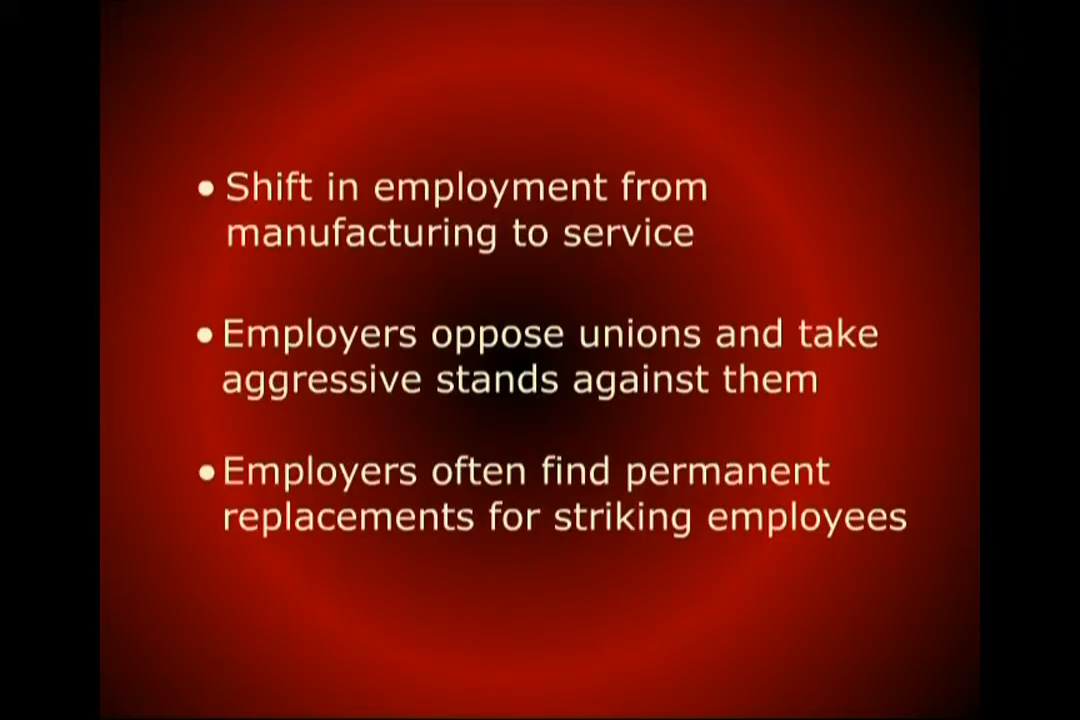 • Shift in employment from
manufacturing to service
• Employers oppose unions and take
aggressive stands against them
• Employers often find permanent
replacements for striking employees